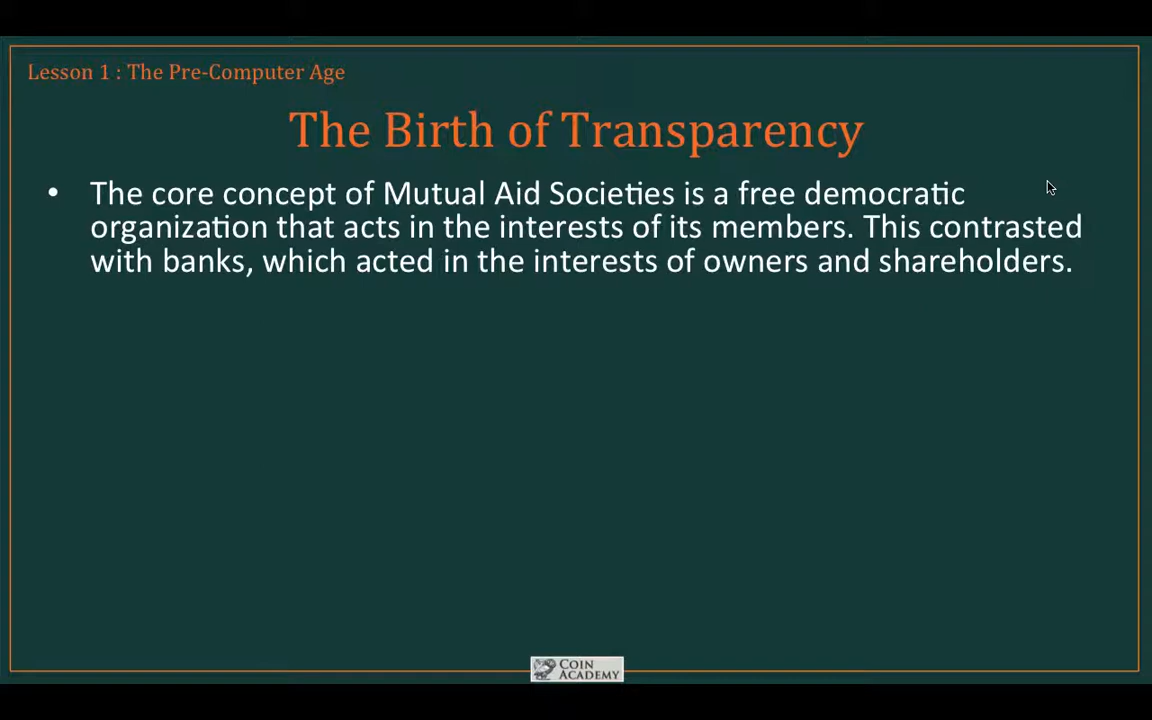 Lesson 1 : The Pre-Computer Age
The Birth of Transparency
• The core concept of Mutual Aid Societies is a free democratic
organization that acts in the interests of its members. This contrasted
with banks, which acted in the interests of owners and shareholders.
COIN
ACADEMY